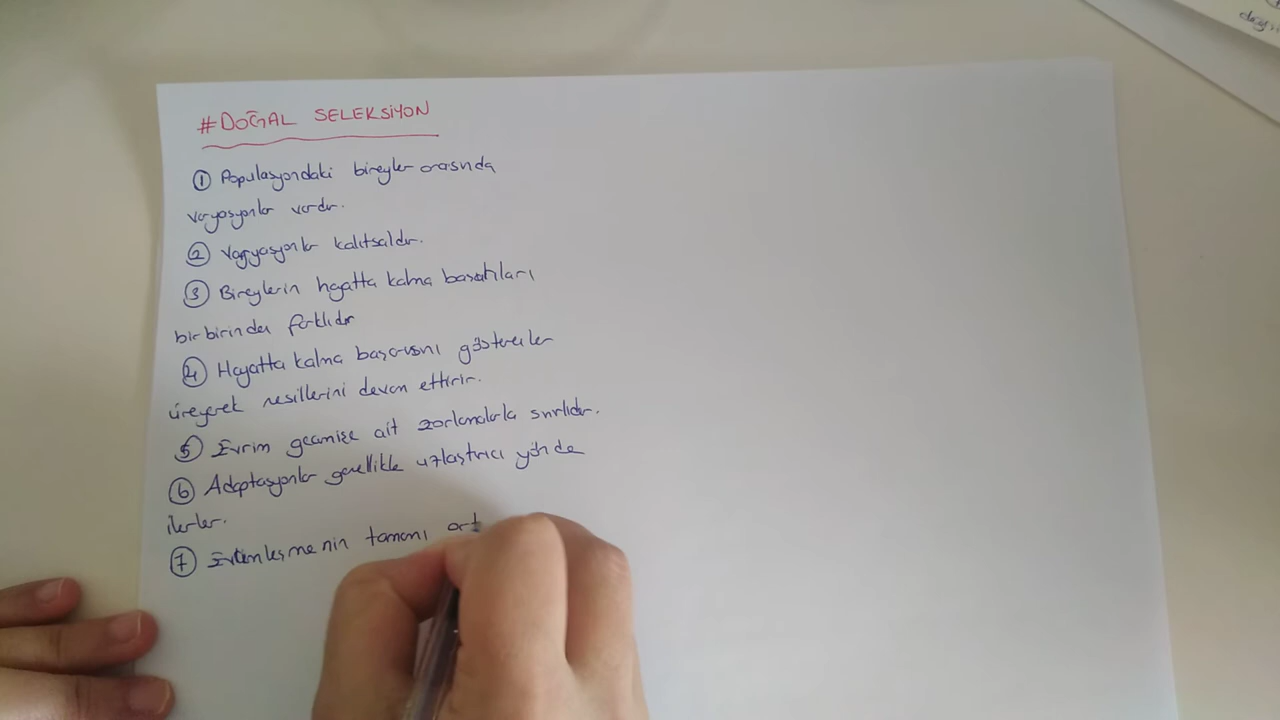 #DOĞAL SELEKSİYON
① Populasyondaki bireyler arasında
varyasyonlar vardır.
② Varyasyonlar kalıtsaldır.
③ Bireylerin hayatta kalma başarıları
birbirinden farklıdır
④ Hayatta kalma başarısını gösterenler
üreyerek nesillerini devam ettirir.
⑤ Evrim geçmişe ait zorlamalarla sınırlıdır.
⑥ Adaptasyonlar genellikle uzlaştırıcı yönde
ilerler.
⑦ Evrimleşmenin tamamı ort